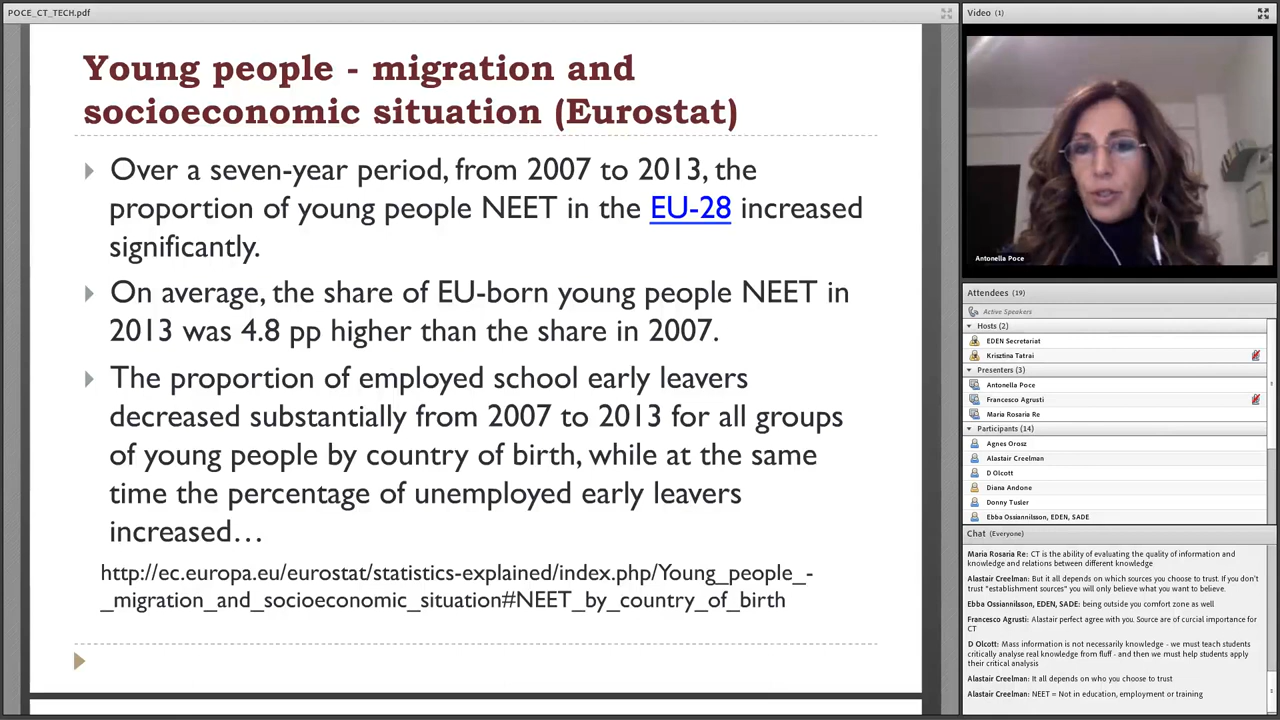 POCE_CT_TECH.pdf
Young people - migration and
socioeconomic situation (Eurostat)
Over a seven-year period, from 2007 to 2013, the
proportion of young people NEET in the EU-28 increased
significantly.
On average, the share of EU-born young people NEET in
2013 was 4.8 pp higher than the share in 2007.
The proportion of employed school early leavers
decreased substantially from 2007 to 2013 for all groups
of young people by country of birth, while at the same
time the percentage of unemployed early leavers
increased…
http://ec.europa.eu/eurostat/statistics-explained/index.php/Young_people_-
_migration_and_socioeconomic_situation#NEET_by_country_of_birth
Video (1)
Antonella Poce
Attendees (19)
Active Speakers
Hosts (2)
EDEN Secretariat
Krisztina Tatrai
Presenters (3)
Antonella Poce
Francesco Agrusti
Maria Rosaria Re
Participants (14)
Agnes Orosz
Alastair Creelman
D Olcott
Diana Andone
Donny Tusler
Ebba Ossiannilsson, EDEN, SADE
Chat (Everyone)
Maria Rosaria Re: CT is the ability of evaluating the quality of information and
knowledge and relations between different knowledge
Alastair Creelman: But it all depends on which sources you choose to trust. If you don't
trust "establishment sources" you will only believe what you want to believe.
Ebba Ossiannilsson, EDEN, SADE: being outside you comfort zone as well
Francesco Agrusti: Alastair perfect agree with you. Source are of curcial importance for
CT
D Olcott: Mass information is not necessarily knowledge - we must teach students
critically analyse real knowledge from fluff - and then we must help students apply
their critical analysis
Alastair Creelman: It all depends on who you choose to trust
Alastair Creelman: NEET = Not in education, employment or training